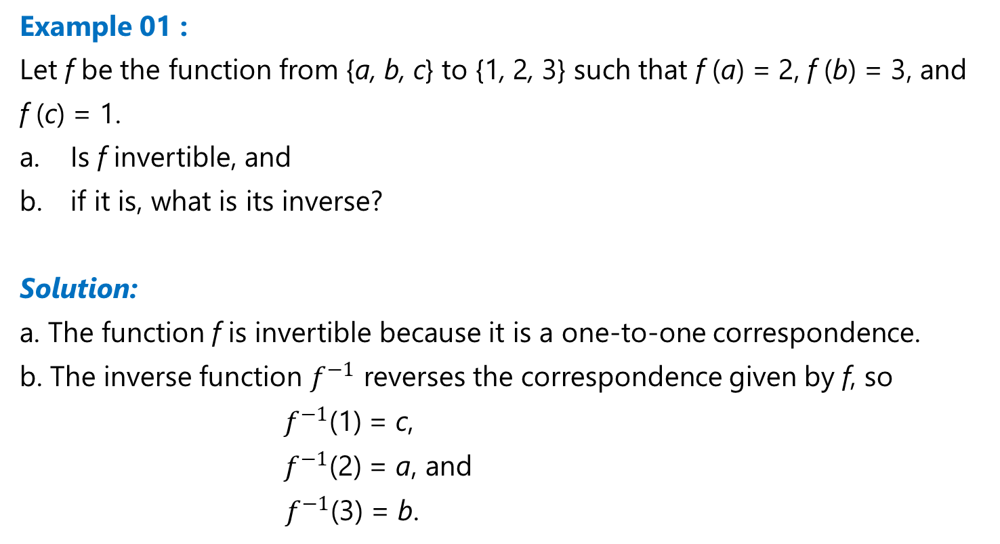 Example 01 :
Let f be the function from {a, b, c} to {1, 2, 3} such that f (a) = 2, f (b) = 3, and
f (c) = 1.
a. Is f invertible, and
b. if it is, what is its inverse?
Solution:
a. The function f is invertible because it is a one-to-one correspondence.
b. The inverse function f⁻¹ reverses the correspondence given by f, so
f⁻¹(1) = c,
f⁻¹(2) = a, and
f⁻¹(3) = b.